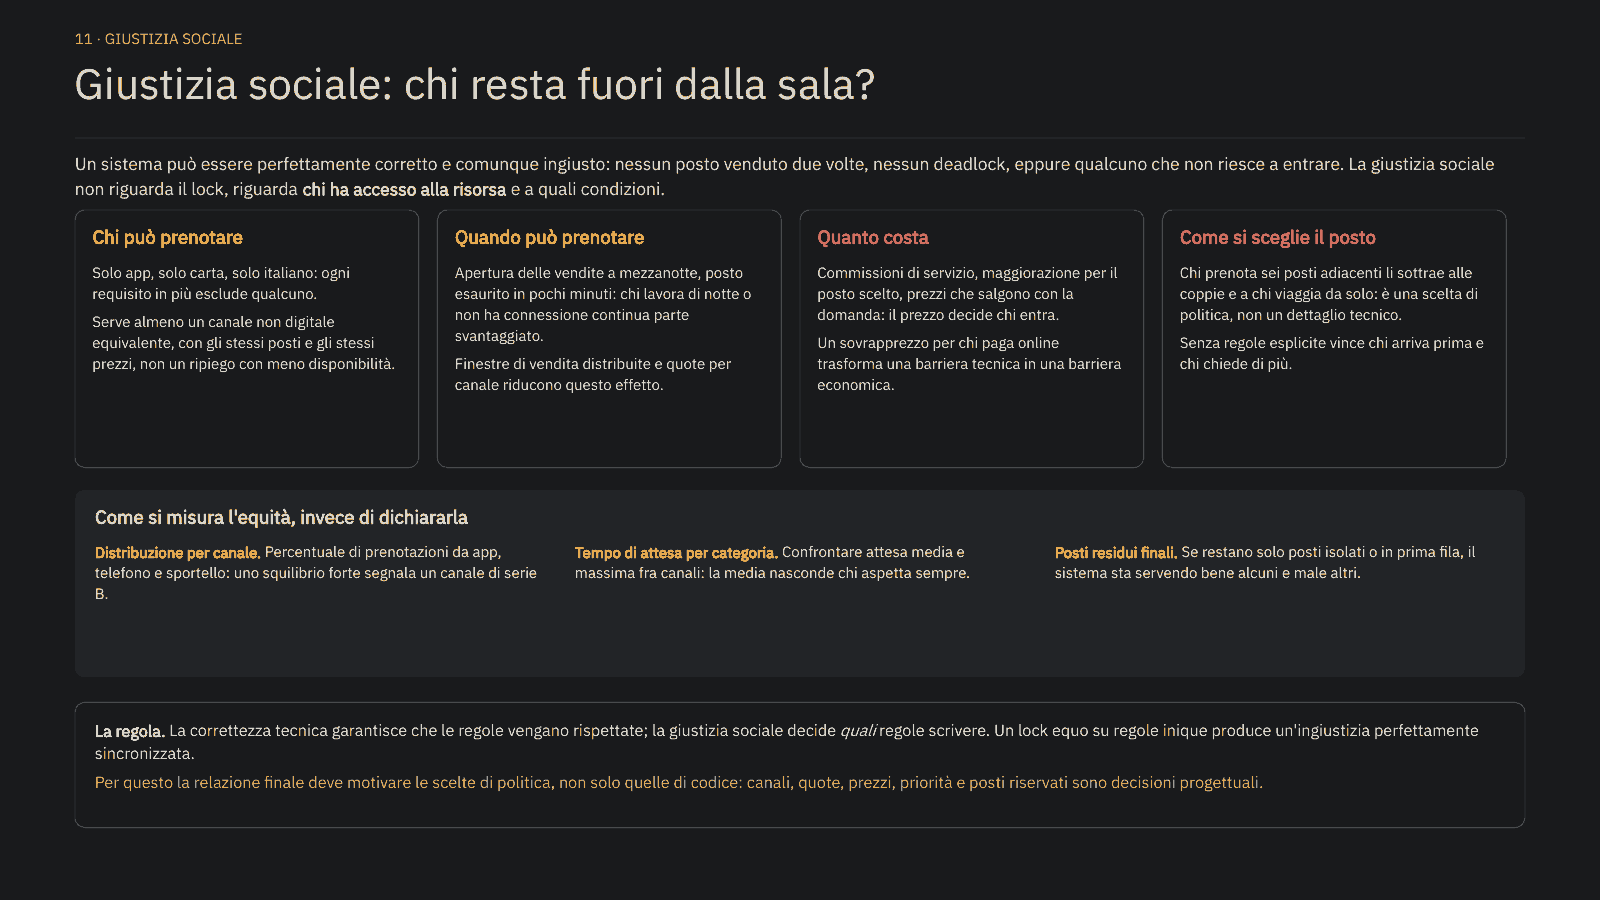 11 · GIUSTIZIA SOCIALE
Giustizia sociale: chi resta fuori dalla sala?
Un sistema può essere perfettamente corretto e comunque ingiusto: nessun posto venduto due volte, nessun deadlock, eppure qualcuno che non riesce a entrare. La giustizia sociale
non riguarda il lock, riguarda chi ha accesso alla risorsa e a quali condizioni.
Chi può prenotare
Solo app, solo carta, solo italiano: ogni
requisito in più esclude qualcuno.
Serve almeno un canale non digitale
equivalente, con gli stessi posti e gli stessi
prezzi, non un ripiego con meno disponibilità.
Quando può prenotare
Apertura delle vendite a mezzanotte, posto
esaurito in pochi minuti: chi lavora di notte o
non ha connessione continua parte
svantaggiato.
Finestre di vendita distribuite e quote per
canale riducono questo effetto.
Quanto costa
Commissioni di servizio, maggiorazione per il
posto scelto, prezzi che salgono con la
domanda: il prezzo decide chi entra.
Un sovrapprezzo per chi paga online
trasforma una barriera tecnica in una barriera
economica.
Come si sceglie il posto
Chi prenota sei posti adiacenti li sottrae alle
coppie e a chi viaggia da solo: è una scelta di
politica, non un dettaglio tecnico.
Senza regole esplicite vince chi arriva prima e
chi chiede di più.
Come si misura l'equità, invece di dichiararla
Distribuzione per canale. Percentuale di prenotazioni da app,
telefono e sportello: uno squilibrio forte segnala un canale di serie
B.
Tempo di attesa per categoria. Confrontare attesa media e
massima fra canali: la media nasconde chi aspetta sempre.
Posti residui finali. Se restano solo posti isolati o in prima fila, il
sistema sta servendo bene alcuni e male altri.
La regola. La correttezza tecnica garantisce che le regole vengano rispettate; la giustizia sociale decide quali regole scrivere. Un lock equo su regole inique produce un'ingiustizia perfettamente
sincronizzata.
Per questo la relazione finale deve motivare le scelte di politica, non solo quelle di codice: canali, quote, prezzi, priorità e posti riservati sono decisioni progettuali.